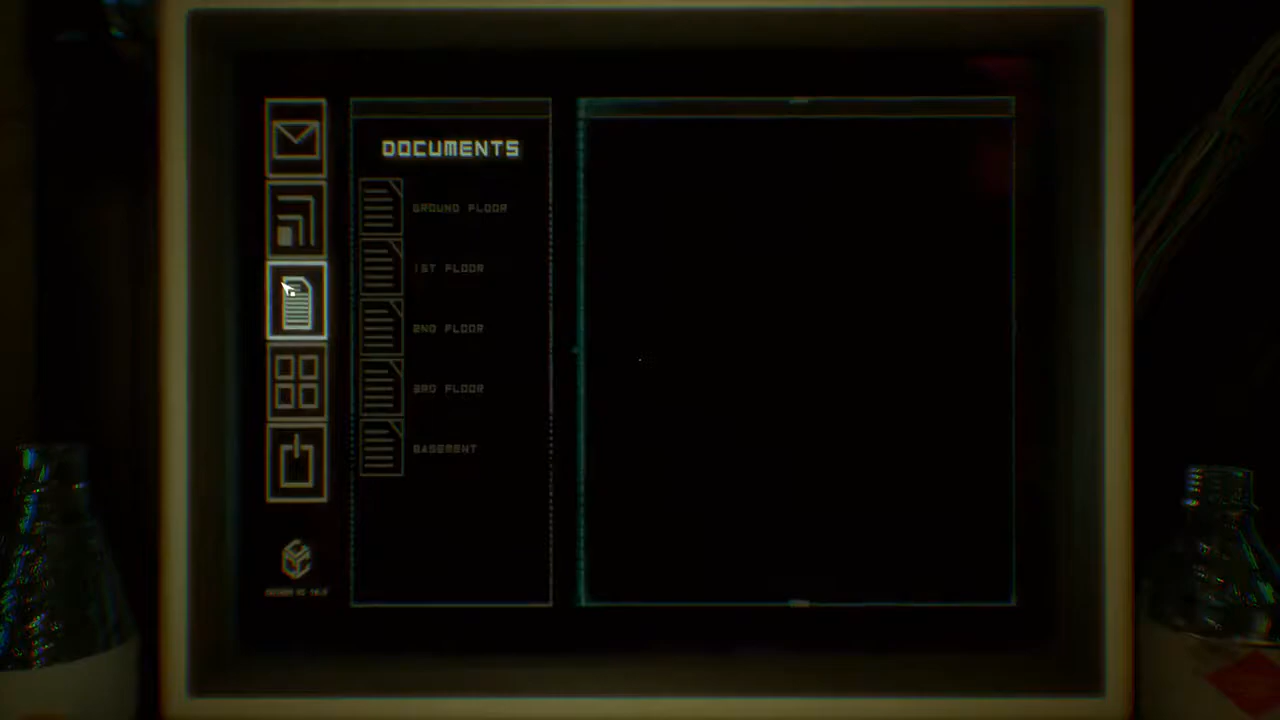 DOCUMENTS
GROUND FLOOR
1ST FLOOR
2ND FLOOR
3RD FLOOR
BASEMENT